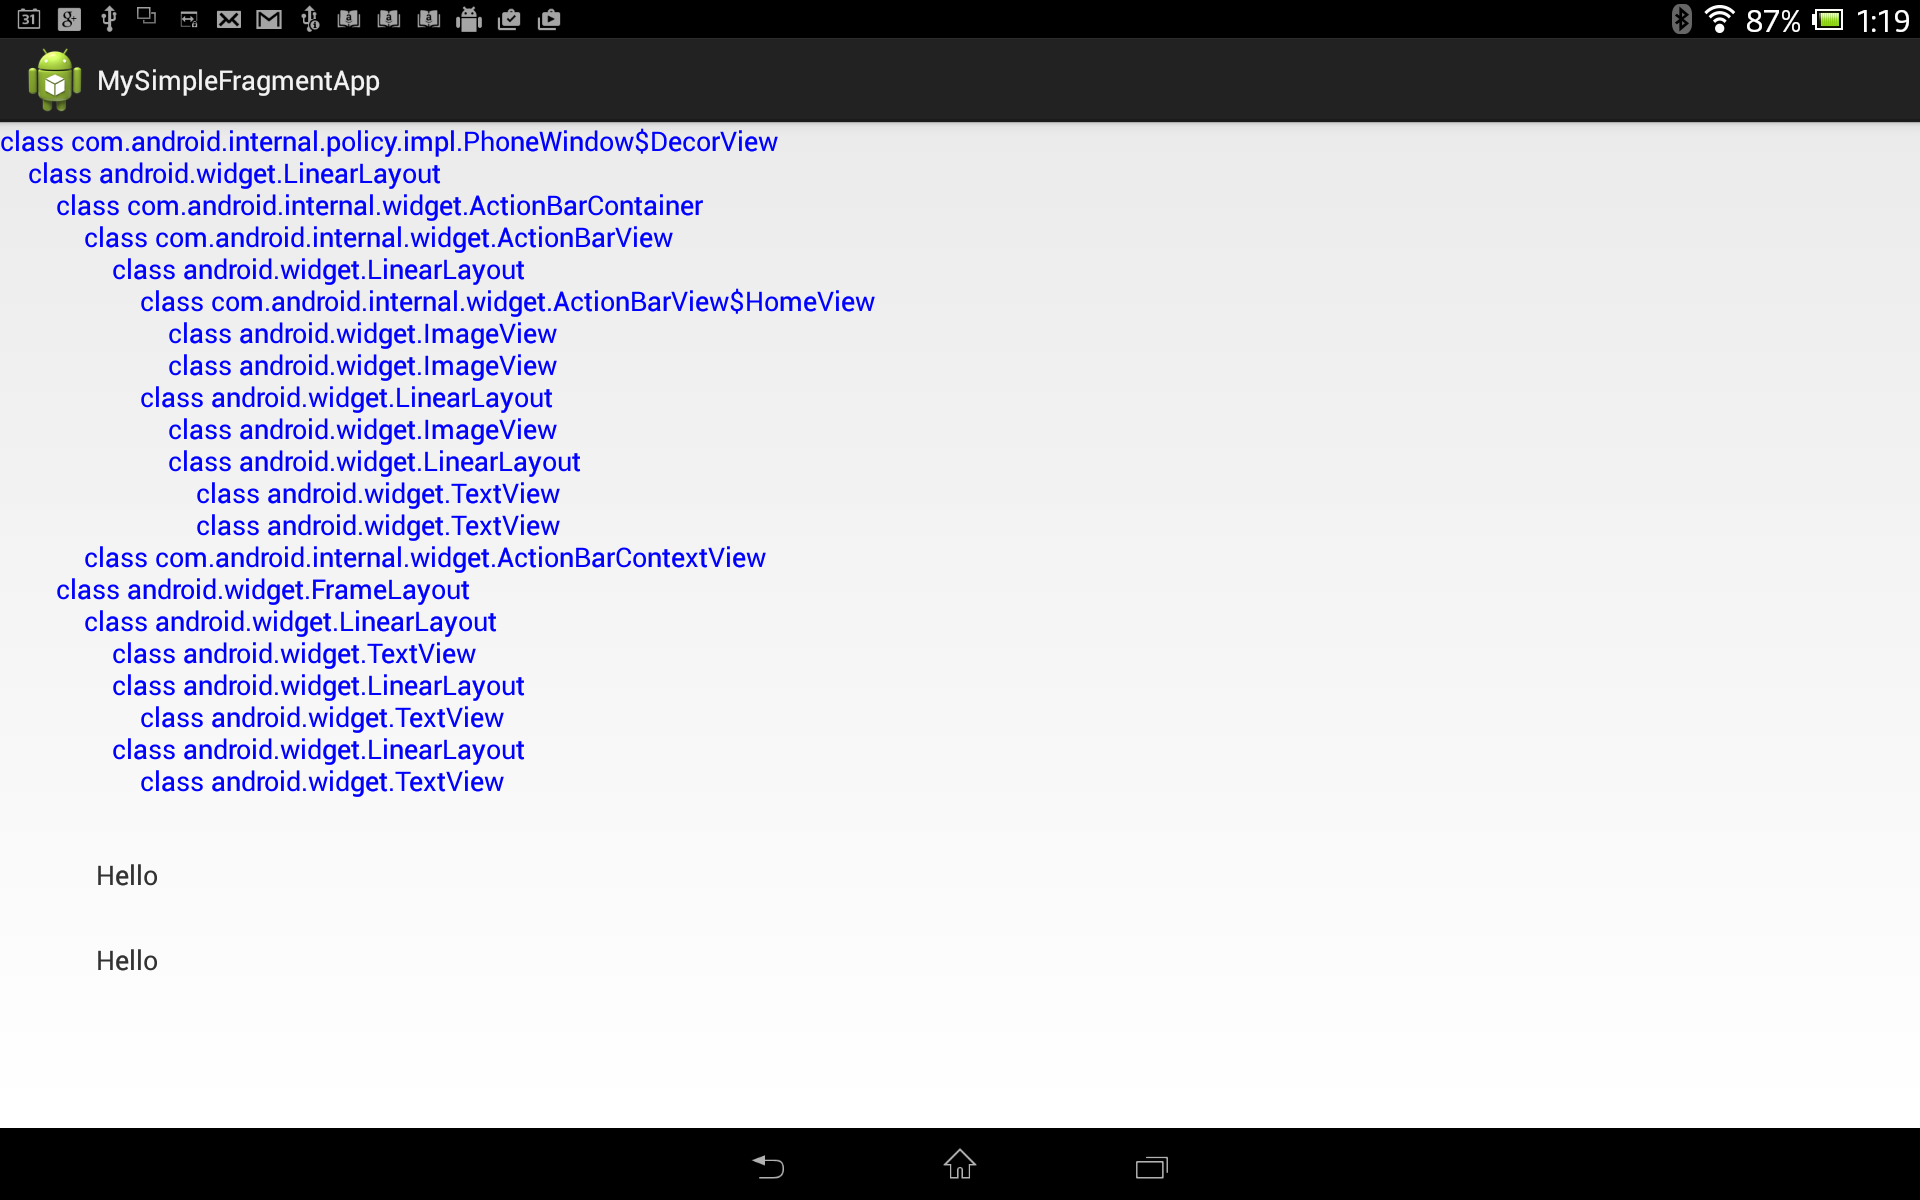 31 g+ 87% 1:19
MySimpleFragmentApp
class com.android.internal.policy.impl.PhoneWindow$DecorView
class android.widget.LinearLayout
class com.android.internal.widget.ActionBarContainer
class com.android.internal.widget.ActionBarView
class android.widget.LinearLayout
class com.android.internal.widget.ActionBarView$HomeView
class android.widget.ImageView
class android.widget.ImageView
class android.widget.LinearLayout
class android.widget.ImageView
class android.widget.LinearLayout
class android.widget.TextView
class android.widget.TextView
class com.android.internal.widget.ActionBarContextView
class android.widget.FrameLayout
class android.widget.LinearLayout
class android.widget.TextView
class android.widget.LinearLayout
class android.widget.TextView
class android.widget.LinearLayout
class android.widget.TextView
Hello
Hello